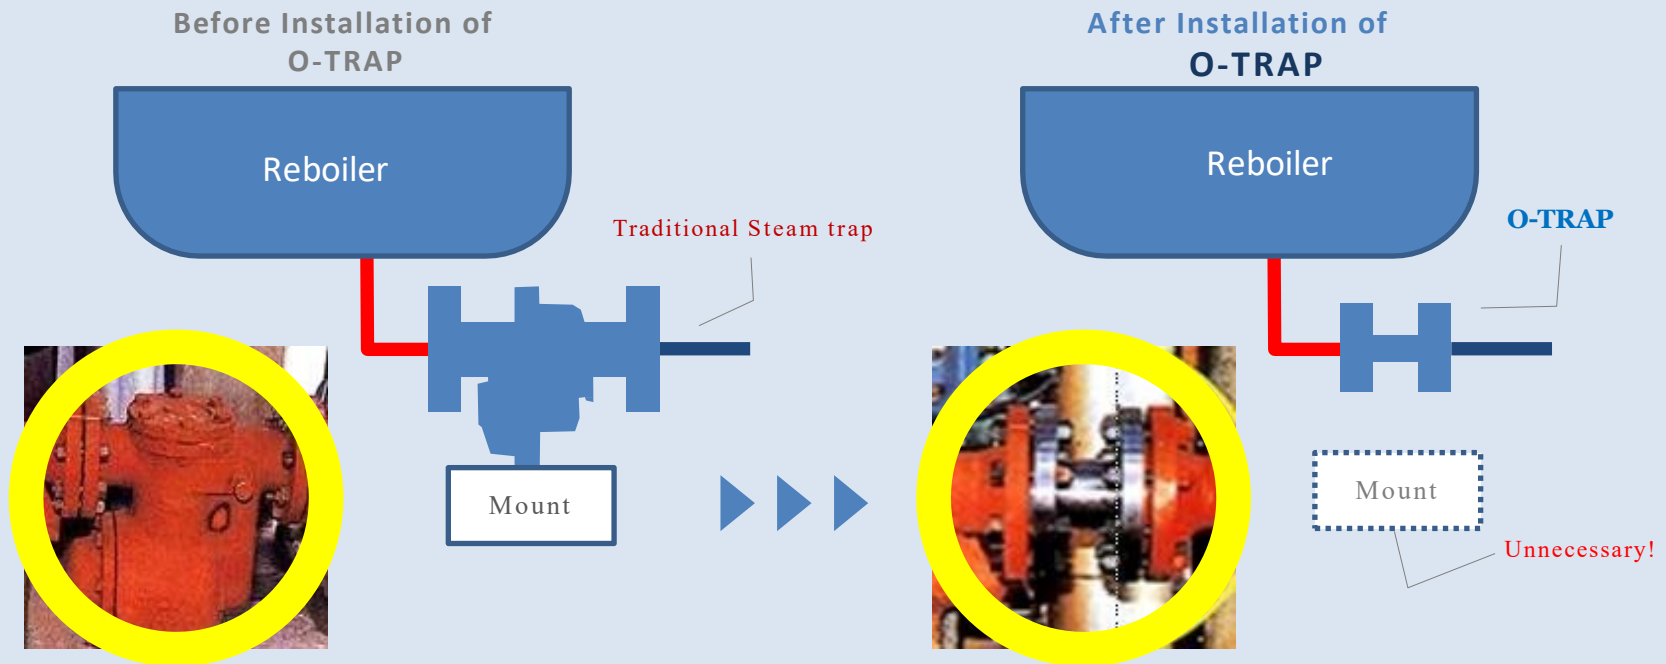 Before Installation of
O-TRAP
Reboiler
Traditional Steam trap
Mount
After Installation of
O-TRAP
Reboiler
O-TRAP
Mount
Unnecessary!